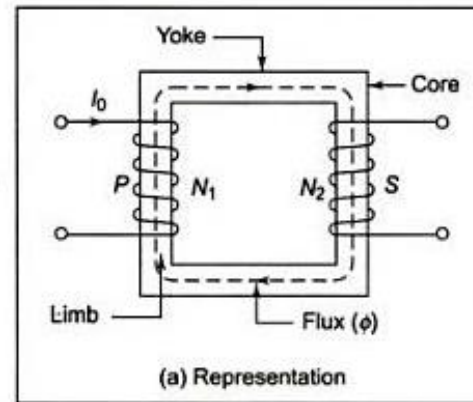 Yoke
Core
I₀
P N₁ N₂ S
Limb
Flux (ϕ)
(a) Representation